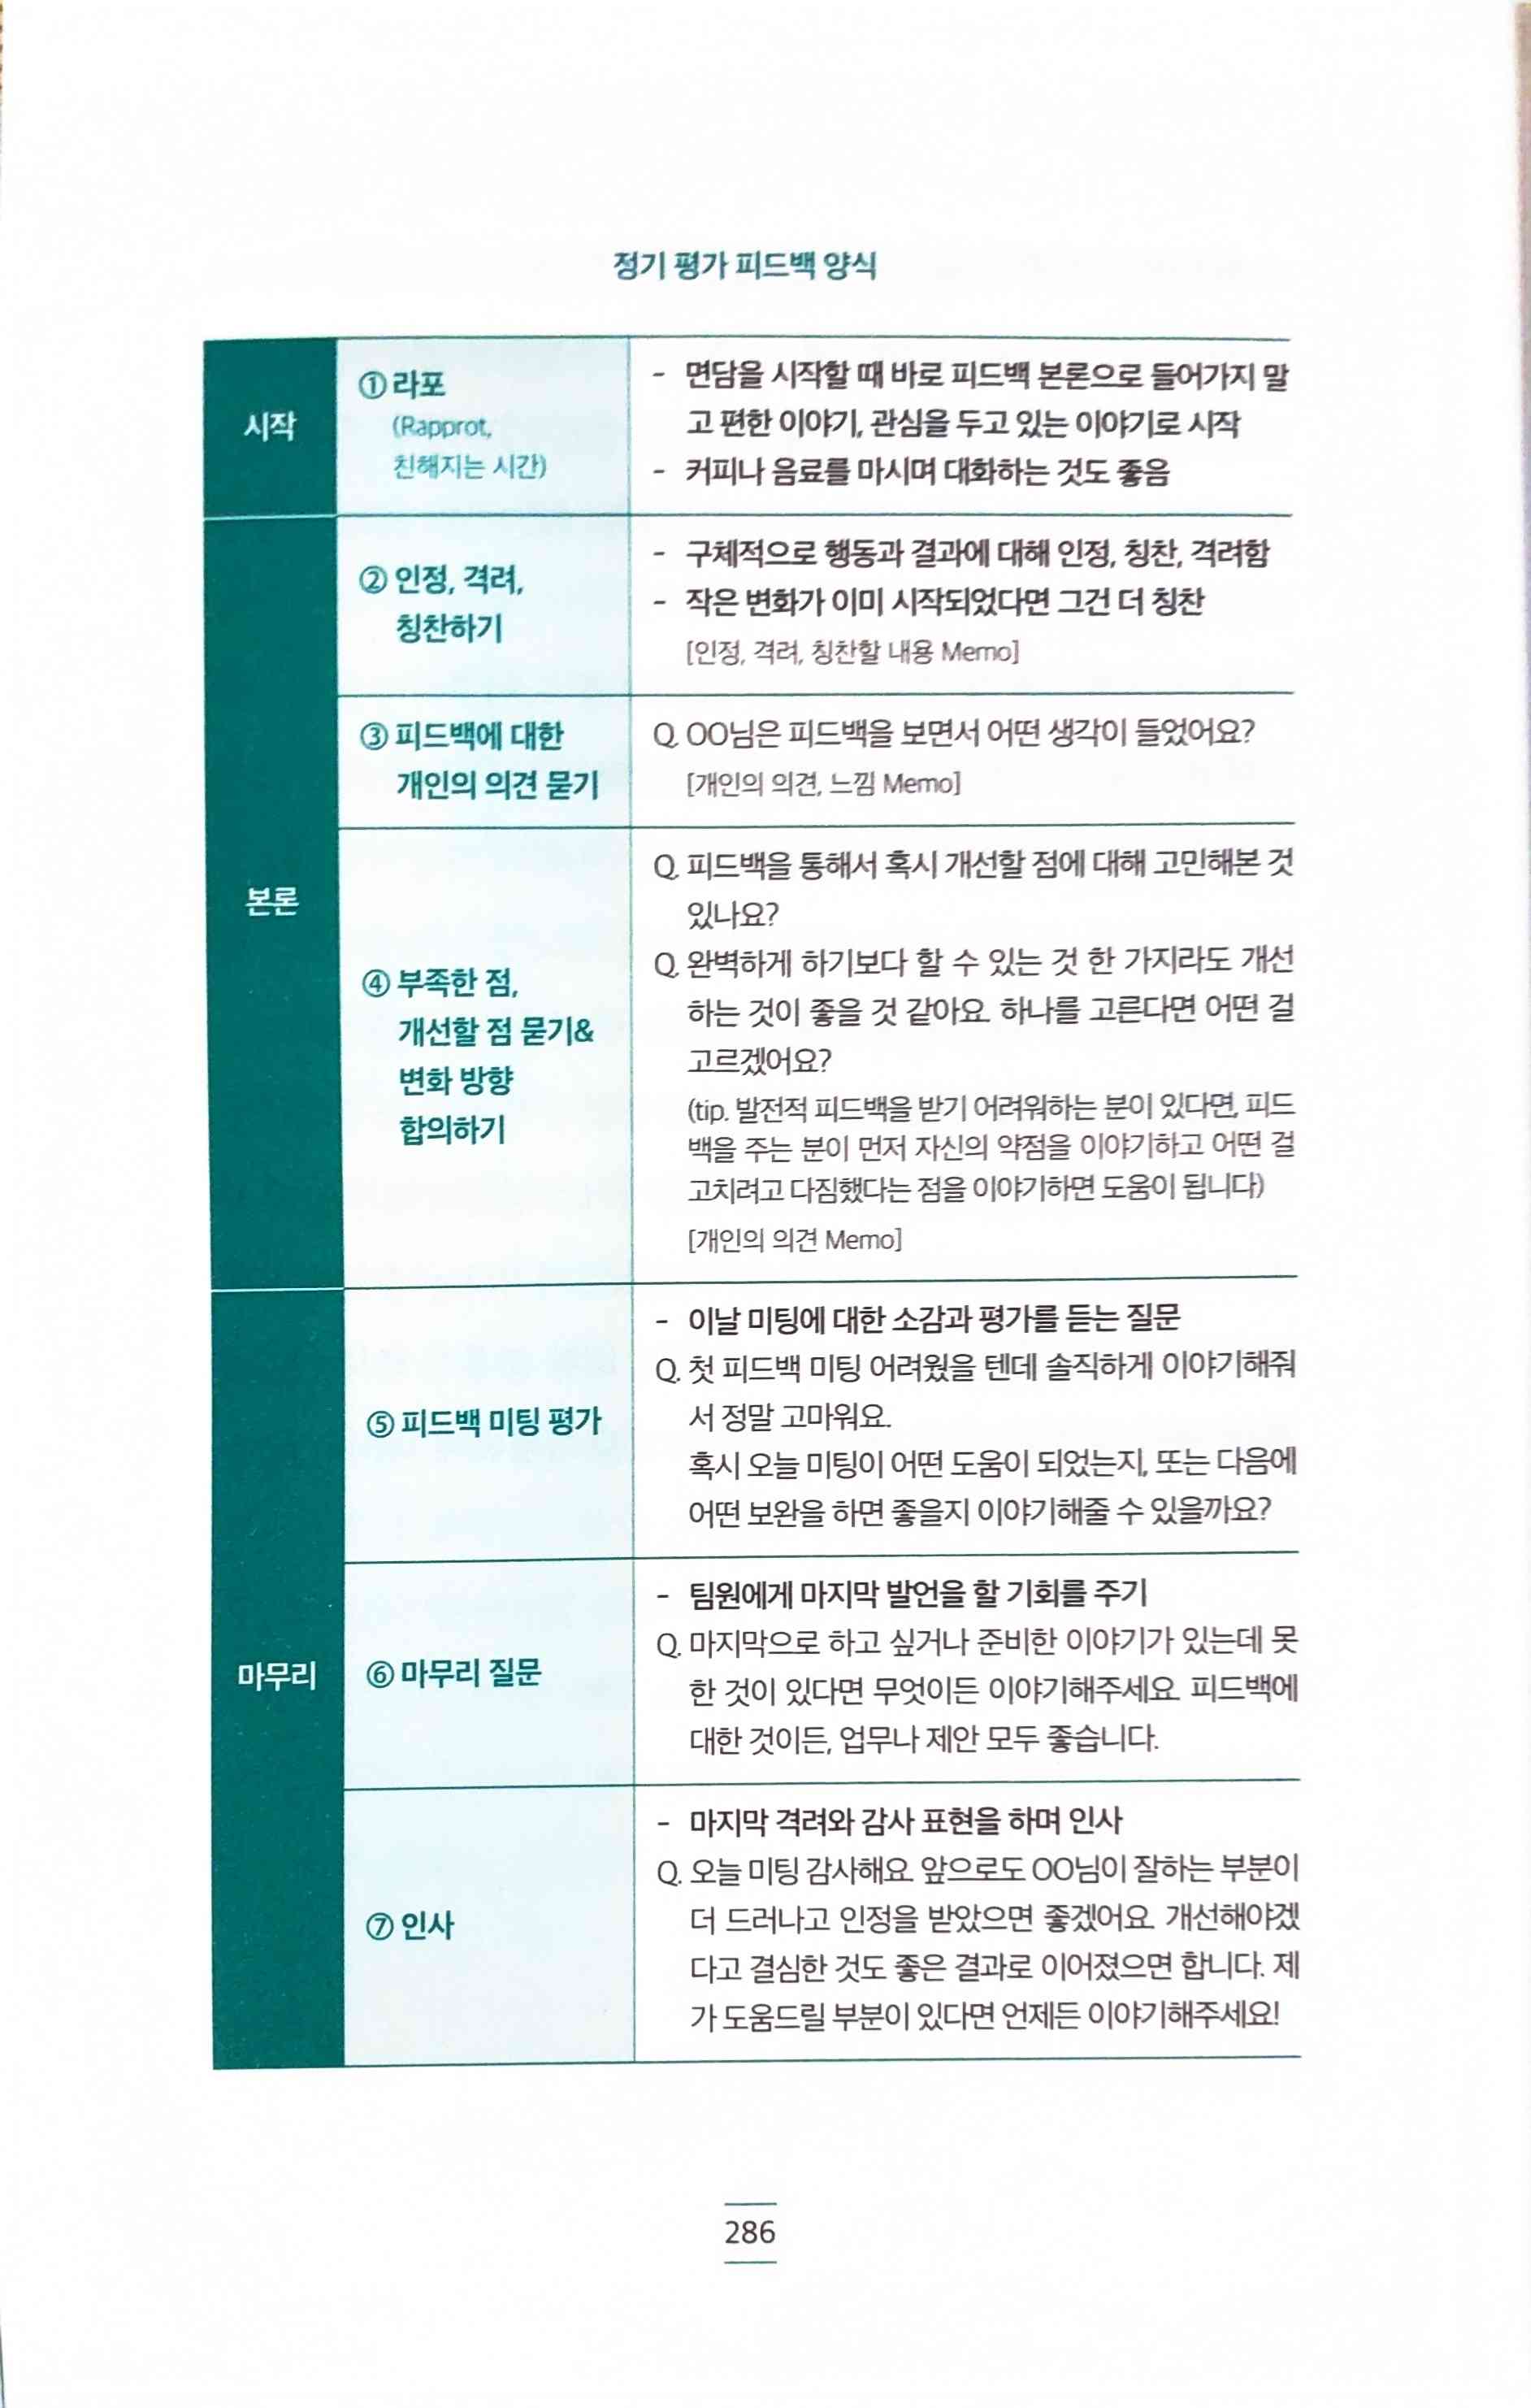 정기 평가 피드백 양식
시작
① 라포
(Rapprot,
친해지는 시간)
- 면담을 시작할 때 바로 피드백 본론으로 들어가지 말
고 편한 이야기, 관심을 두고 있는 이야기로 시작
- 커피나 음료를 마시며 대화하는 것도 좋음
본론
② 인정, 격려,
칭찬하기
- 구체적으로 행동과 결과에 대해 인정, 칭찬, 격려함
- 작은 변화가 이미 시작되었다면 그건 더 칭찬
[인정, 격려, 칭찬할 내용 Memo]
③ 피드백에 대한
개인의 의견 묻기
Q. OO님은 피드백을 보면서 어떤 생각이 들었어요?
[개인의 의견, 느낌 Memo]
④ 부족한 점,
개선할 점 묻기&
변화 방향
합의하기
Q. 피드백을 통해서 혹시 개선할 점에 대해 고민해본 것
있나요?
Q. 완벽하게 하기보다 할 수 있는 것 한 가지라도 개선
하는 것이 좋을 것 같아요. 하나를 고른다면 어떤 걸
고르겠어요?
(tip. 발전적 피드백을 받기 어려워하는 분이 있다면, 피드
백을 주는 분이 먼저 자신의 약점을 이야기하고 어떤 걸
고치려고 다짐했다는 점을 이야기하면 도움이 됩니다)
[개인의 의견 Memo]
마무리
⑤ 피드백 미팅 평가
- 이날 미팅에 대한 소감과 평가를 듣는 질문
Q. 첫 피드백 미팅 어려웠을 텐데 솔직하게 이야기해줘
서 정말 고마워요.
혹시 오늘 미팅이 어떤 도움이 되었는지, 또는 다음에
어떤 보완을 하면 좋을지 이야기해줄 수 있을까요?
⑥ 마무리 질문
- 팀원에게 마지막 발언을 할 기회를 주기
Q. 마지막으로 하고 싶거나 준비한 이야기가 있는데 못
한 것이 있다면 무엇이든 이야기해주세요. 피드백에
대한 것이든, 업무나 제안 모두 좋습니다.
⑦ 인사
- 마지막 격려와 감사 표현을 하며 인사
Q. 오늘 미팅 감사해요. 앞으로도 OO님이 잘하는 부분이
더 드러나고 인정을 받았으면 좋겠어요. 개선해야겠
다고 결심한 것도 좋은 결과로 이어졌으면 합니다. 제
가 도움드릴 부분이 있다면 언제든 이야기해주세요!
286